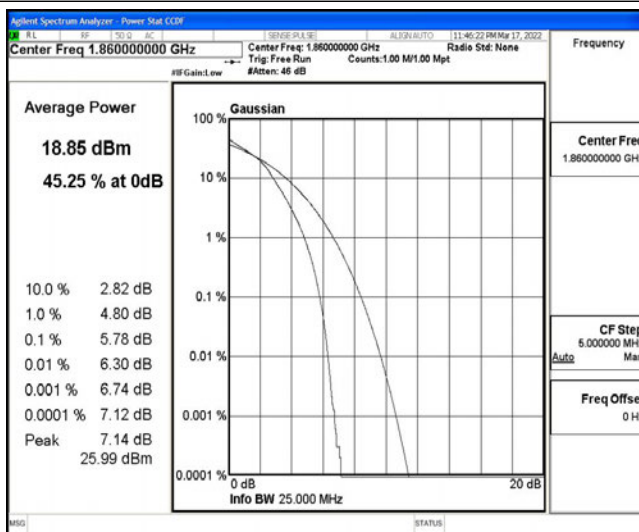 Agilent Spectrum Analyzer - Power Stat CCDF
RL RF 50 Ω AC SENSE:PULSE ALIGN AUTO 11:46:22 PM Mar 17, 2022
Center Freq 1.860000000 GHz
Center Freq: 1.860000000 GHz Radio Std: None
Trig: Free Run Counts:1.00 M/1.00 Mpt
#IFGain:Low #Atten: 46 dB
Frequency
Average Power
18.85 dBm
45.25 % at 0dB
10.0 % 2.82 dB
1.0 % 4.80 dB
0.1 % 5.78 dB
0.01 % 6.30 dB
0.001 % 6.74 dB
0.0001 % 7.12 dB
Peak 7.14 dB
25.99 dBm
Gaussian
100 %
10 %
1 %
0.1 %
0.01 %
0.001 %
0.0001 %
0 dB 20 dB
Info BW 25.000 MHz
Center Fre
1.860000000 GH
CF Step
5.000000 MH
Auto Ma
Freq Offse
0 H
MSG STATUS